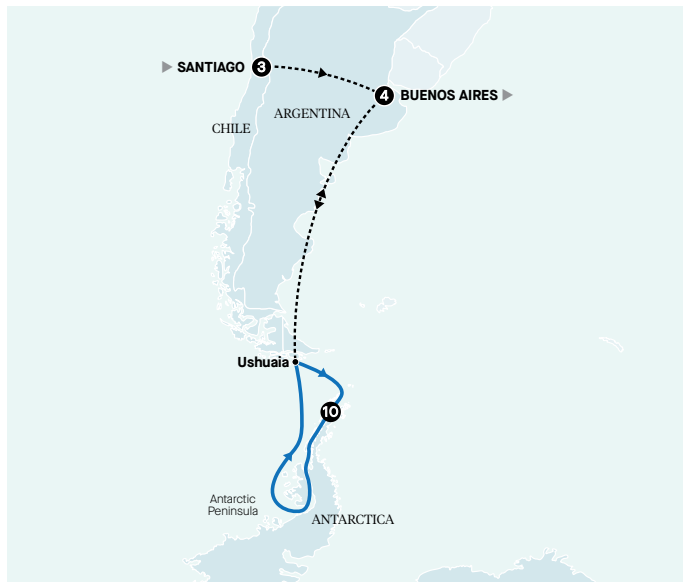 SANTIAGO 3
4 BUENOS AIRES
ARGENTINA
CHILE
Ushuaia
10
Antarctic
Peninsula
ANTARCTICA